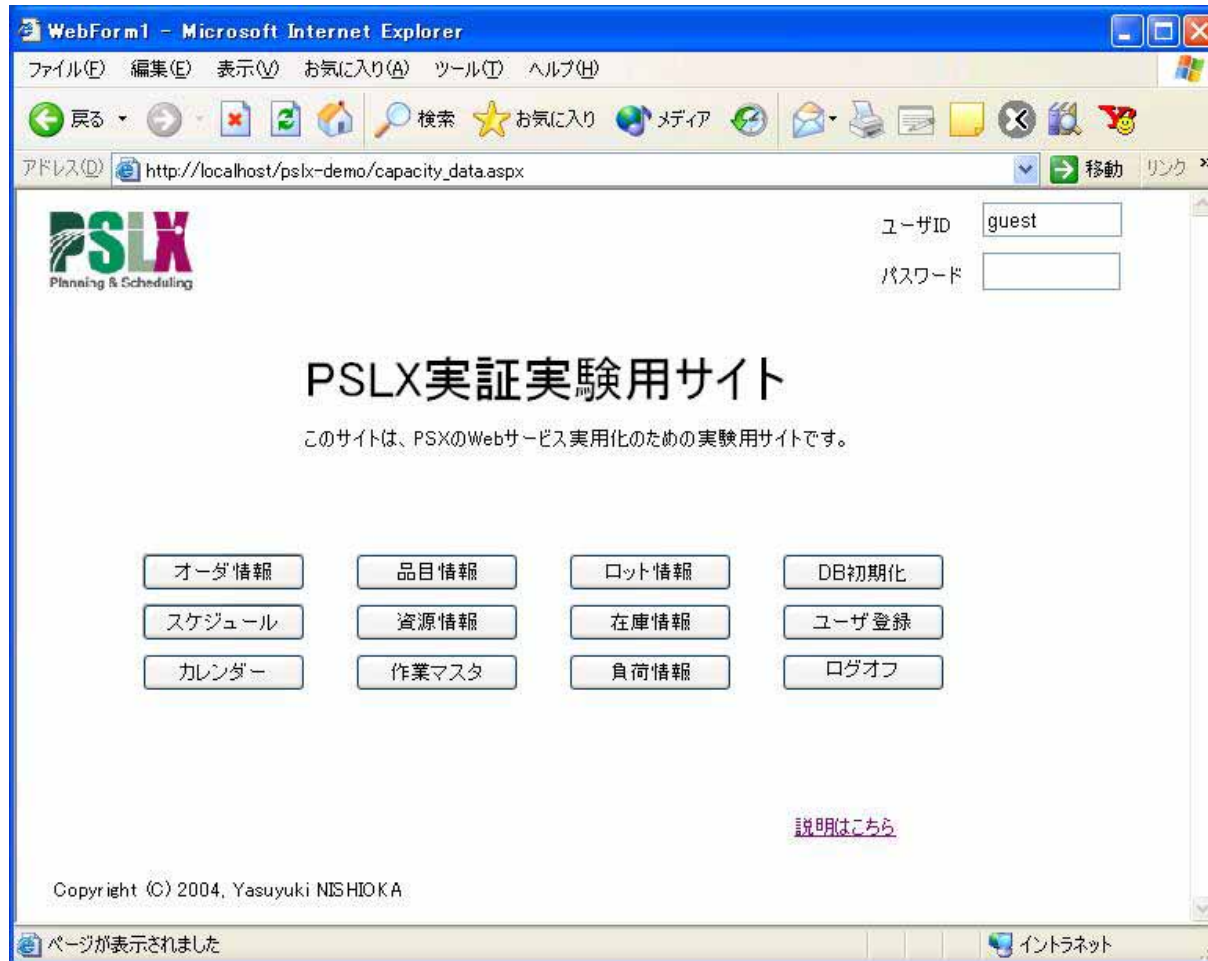 WebForm1 - Microsoft Internet Explorer
ファイル(F) 編集(E) 表示(V) お気に入り(A) ツール(T) ヘルプ(H)
戻る 検索 お気に入り メディア
アドレス(D) http://localhost/pslx-demo/capacity_data.aspx 移動 リンク »
PSLX
Planning & Scheduling
ユーザID guest
パスワード
PSLX実証実験用サイト
このサイトは、PSXのWebサービス実用化のための実験用サイトです。
オーダ情報 品目情報 ロット情報 DB初期化
スケジュール 資源情報 在庫情報 ユーザ登録
カレンダー 作業マスタ 負荷情報 ログオフ
説明はこちら
Copyright (C) 2004, Yasuyuki NISHIOKA
ページが表示されました イントラネット